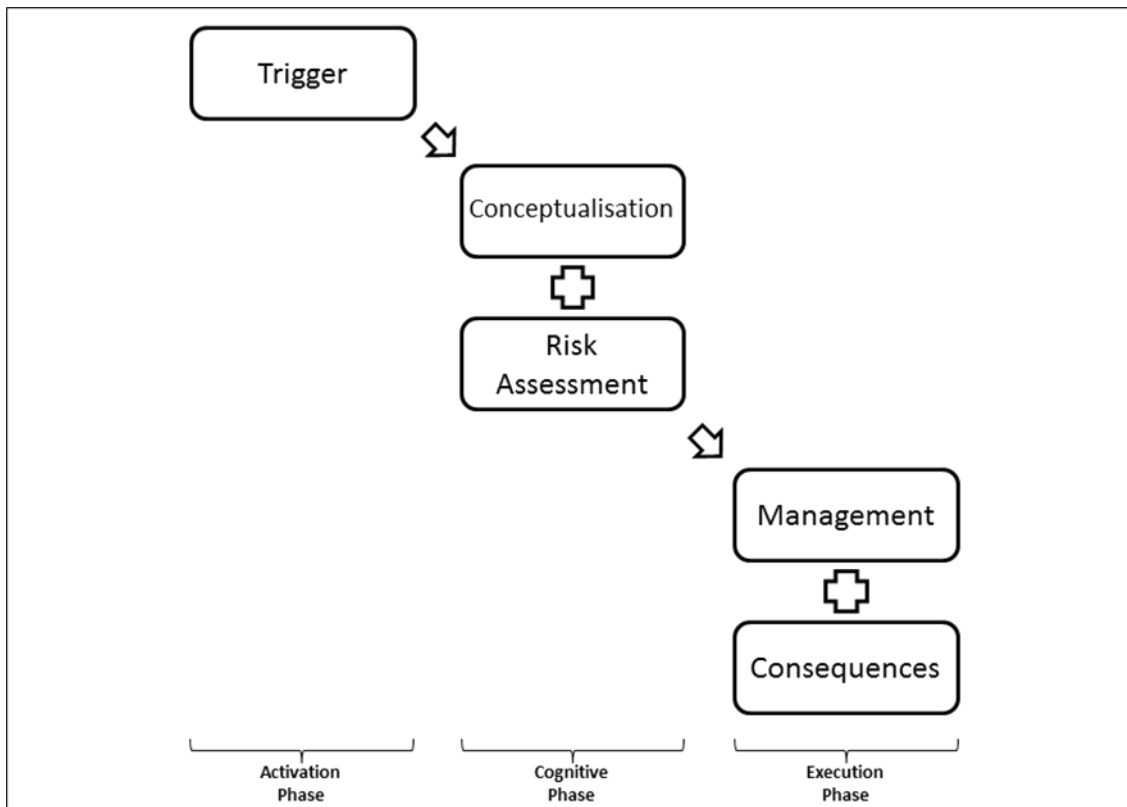 Trigger
Conceptualisation
Risk
Assessment
Management
Consequences
Activation
Phase
Cognitive
Phase
Execution
Phase